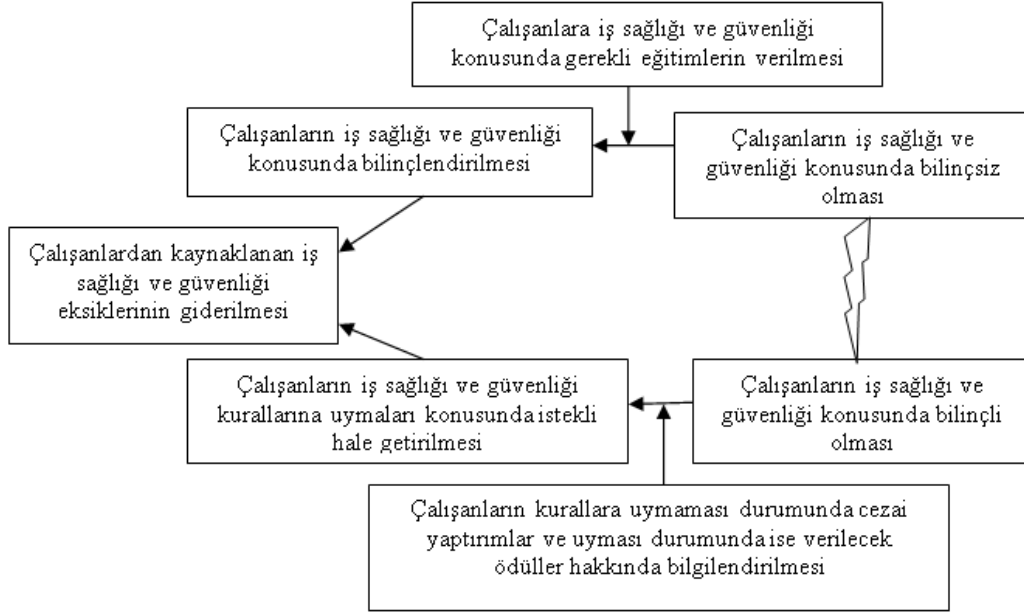 Çalışanlara iş sağlığı ve güvenliği
konusunda gerekli eğitimlerin verilmesi
Çalışanların iş sağlığı ve güvenliği
konusunda bilinçlendirilmesi
Çalışanların iş sağlığı ve
güvenliği konusunda bilinçsiz
olması
Çalışanlardan kaynaklanan iş
sağlığı ve güvenliği
eksiklerinin giderilmesi
Çalışanların iş sağlığı ve güvenliği
kurallarına uymaları konusunda istekli
hale getirilmesi
Çalışanların iş sağlığı ve
güvenliği konusunda bilinçli
olması
Çalışanların kurallara uymaması durumunda cezai
yaptırımlar ve uyması durumunda ise verilecek
ödüller hakkında bilgilendirilmesi